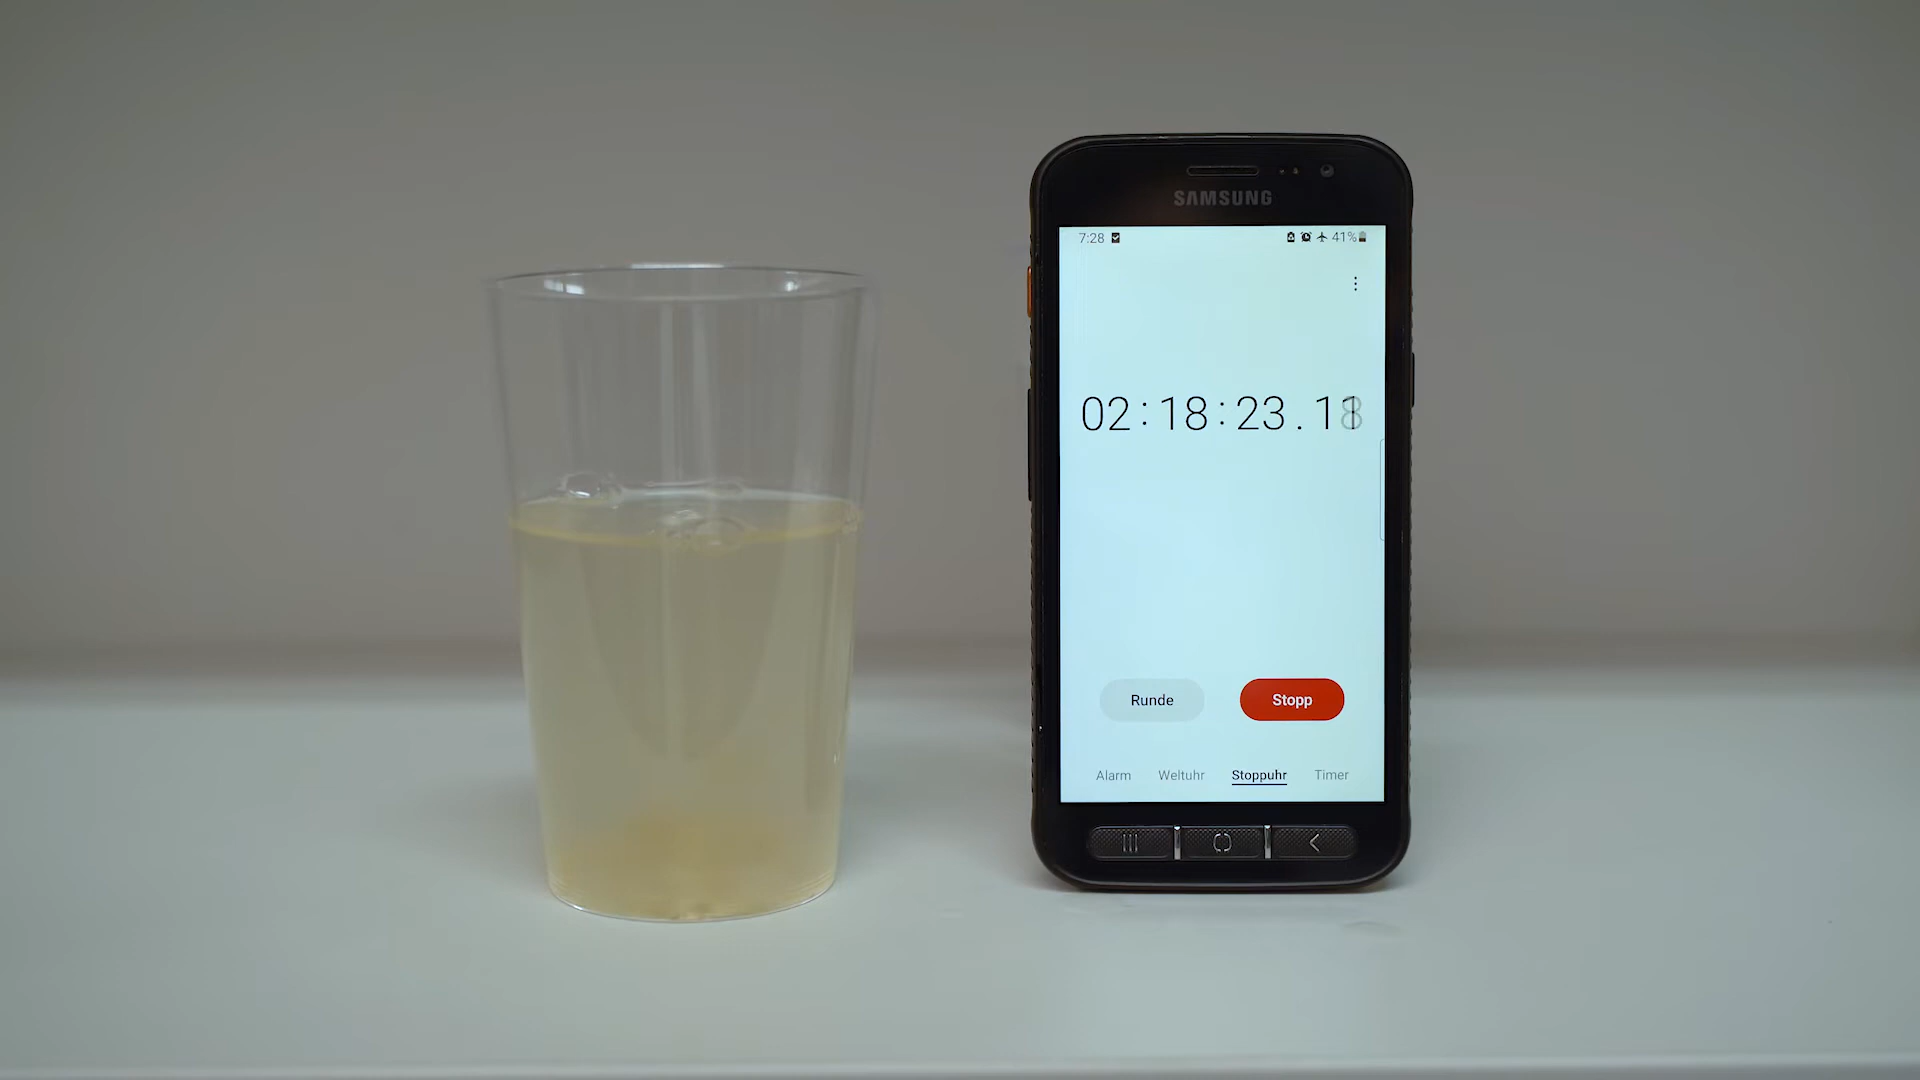 SAMSUNG
7:28 41%
02:18:23.1
Runde Stopp
Alarm Weltuhr Stoppuhr Timer